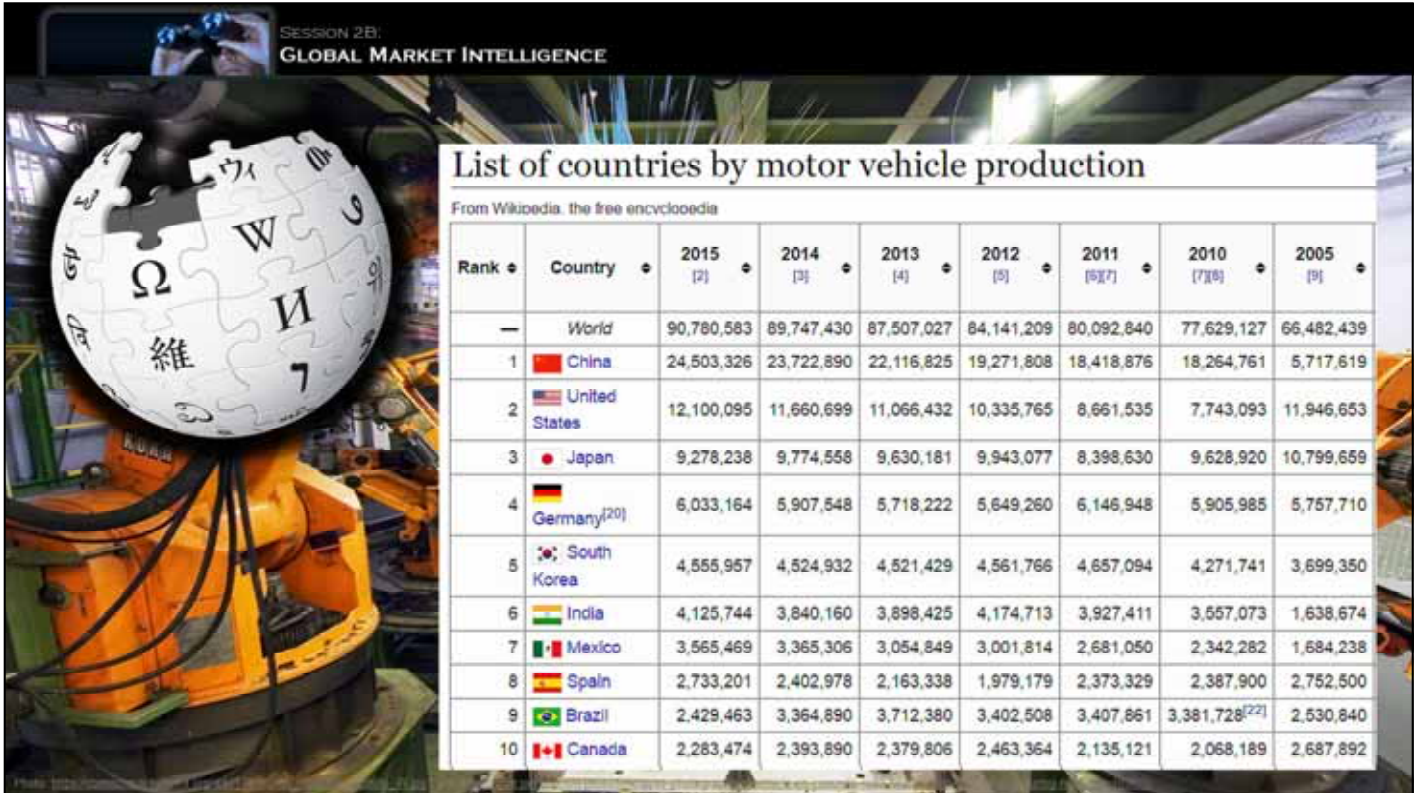 SESSION 2B:
GLOBAL MARKET INTELLIGENCE
List of countries by motor vehicle production
From Wikipedia, the free encyclopedia
Rank Country 2015 [2] 2014 [3] 2013 [4] 2012 [5] 2011 [6][7] 2010 [7][8] 2005 [9]
— World 90,780,583 89,747,430 87,507,027 84,141,209 80,092,840 77,629,127 66,482,439
1 China 24,503,326 23,722,890 22,116,825 19,271,808 18,418,876 18,264,761 5,717,619
2 United States 12,100,095 11,660,699 11,066,432 10,335,765 8,661,535 7,743,093 11,946,653
3 Japan 9,278,238 9,774,558 9,630,181 9,943,077 8,398,630 9,628,920 10,799,659
4 Germany[20] 6,033,164 5,907,548 5,718,222 5,649,260 6,146,948 5,905,985 5,757,710
5 South Korea 4,555,957 4,524,932 4,521,429 4,561,766 4,657,094 4,271,741 3,699,350
6 India 4,125,744 3,840,160 3,898,425 4,174,713 3,927,411 3,557,073 1,638,674
7 Mexico 3,565,469 3,365,306 3,054,849 3,001,814 2,681,050 2,342,282 1,684,238
8 Spain 2,733,201 2,402,978 2,163,338 1,979,179 2,373,329 2,387,900 2,752,500
9 Brazil 2,429,463 3,364,890 3,712,380 3,402,508 3,407,861 3,381,728[22] 2,530,840
10 Canada 2,283,474 2,393,890 2,379,806 2,463,364 2,135,121 2,068,189 2,687,892
ウィ
W
Ω
И
維
7